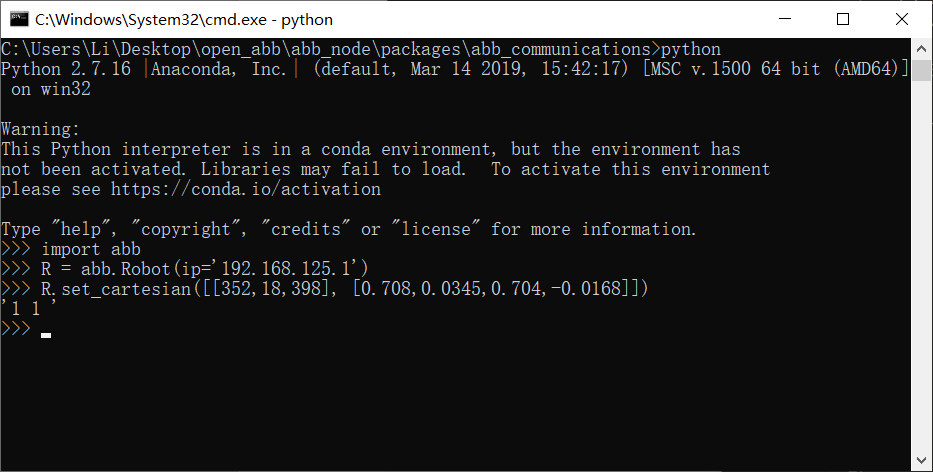 C:\Windows\System32\cmd.exe - python
C:\Users\Li\Desktop\open_abb\abb_node\packages\abb_communications>python
Python 2.7.16 |Anaconda, Inc.| (default, Mar 14 2019, 15:42:17) [MSC v.1500 64 bit (AMD64)]
 on win32
Warning:
This Python interpreter is in a conda environment, but the environment has
not been activated. Libraries may fail to load.  To activate this environment
please see https://conda.io/activation
Type "help", "copyright", "credits" or "license" for more information.
>>> import abb
>>> R = abb.Robot(ip='192.168.125.1')
>>> R.set_cartesian([[352,18,398], [0.708,0.0345,0.704,-0.0168]])
'1 1 '
>>>